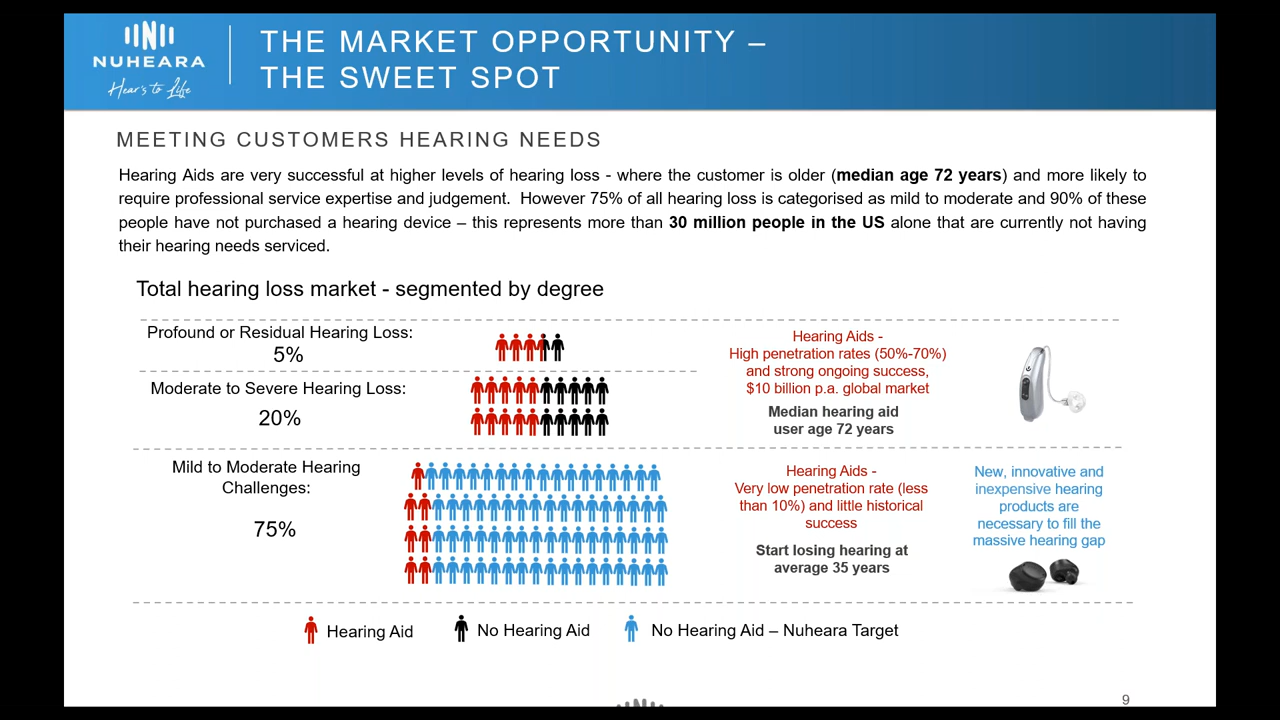 NUHEARA
Hear's to Life
THE MARKET OPPORTUNITY –
THE SWEET SPOT
MEETING CUSTOMERS HEARING NEEDS
Hearing Aids are very successful at higher levels of hearing loss - where the customer is older (median age 72 years) and more likely to
require professional service expertise and judgement. However 75% of all hearing loss is categorised as mild to moderate and 90% of these
people have not purchased a hearing device – this represents more than 30 million people in the US alone that are currently not having
their hearing needs serviced.
Total hearing loss market - segmented by degree
Profound or Residual Hearing Loss:
5%
Moderate to Severe Hearing Loss:
20%
Hearing Aids -
High penetration rates (50%-70%)
and strong ongoing success,
$10 billion p.a. global market
Median hearing aid
user age 72 years
Mild to Moderate Hearing
Challenges:
75%
Hearing Aids -
Very low penetration rate (less
than 10%) and little historical
success
Start losing hearing at
average 35 years
New, innovative and
inexpensive hearing
products are
necessary to fill the
massive hearing gap
Hearing Aid
No Hearing Aid
No Hearing Aid – Nuheara Target
9